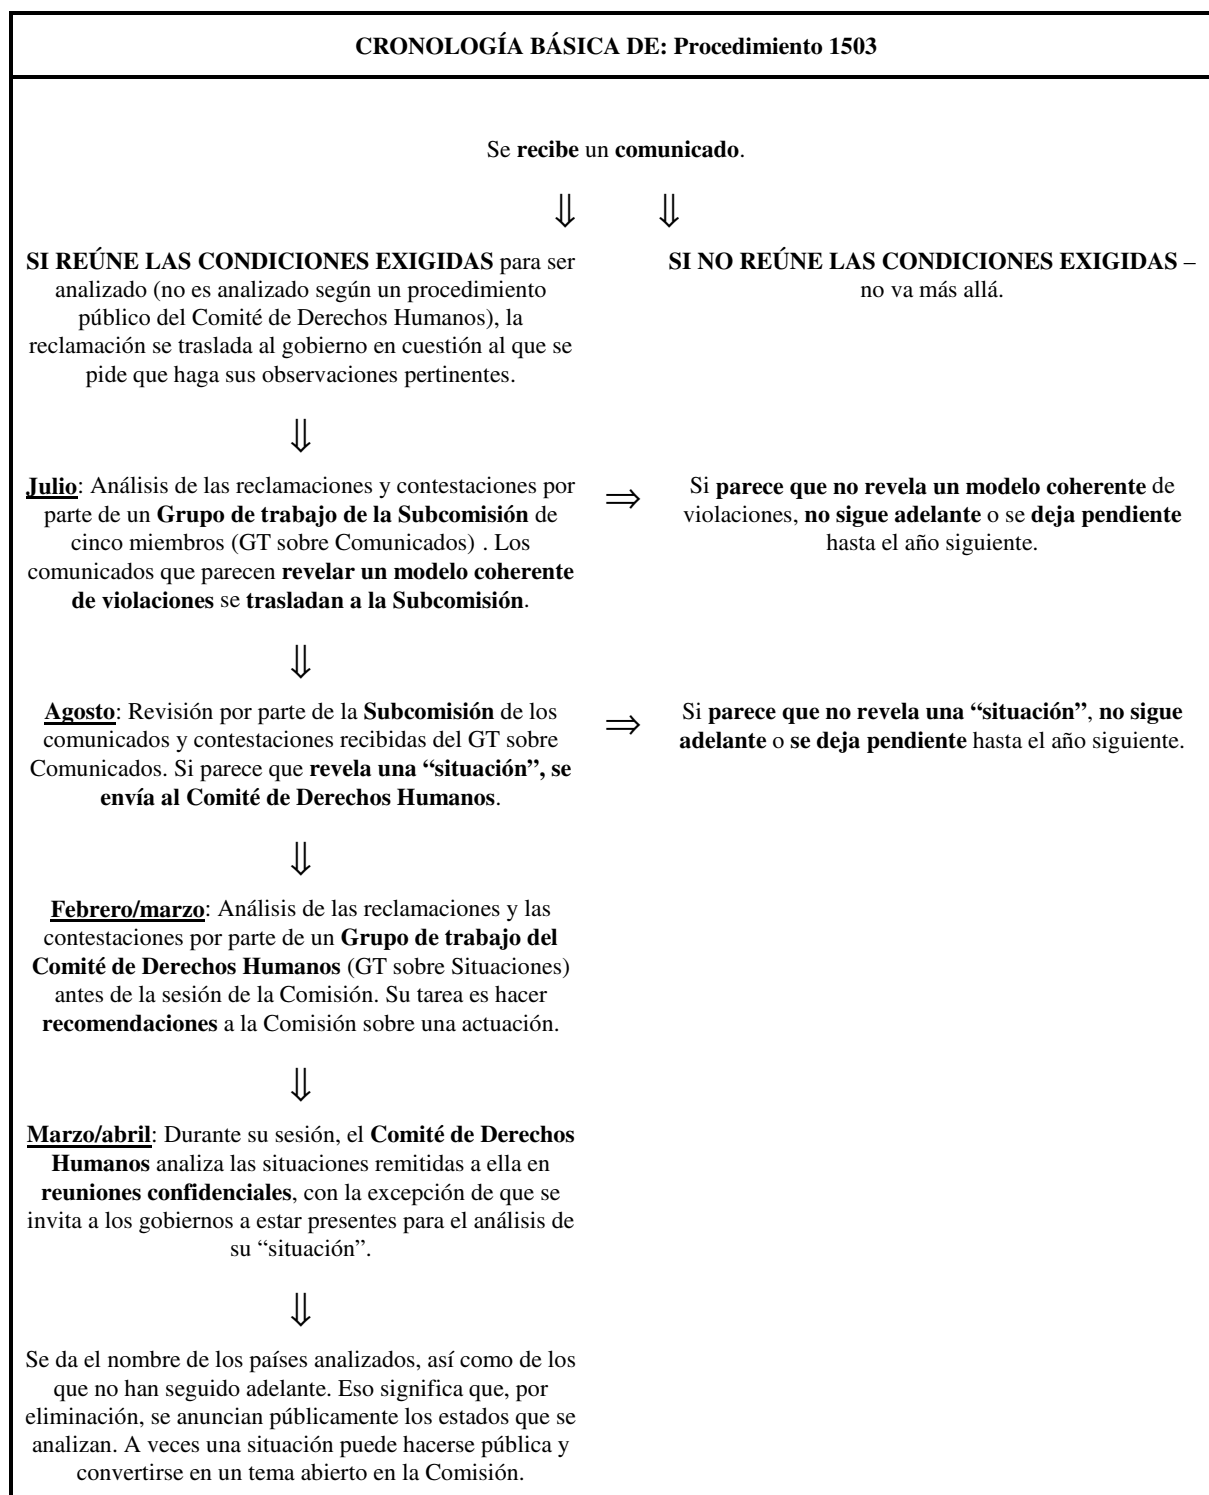 CRONOLOGÍA BÁSICA DE: Procedimiento 1503
Se recibe un comunicado.
⇓ ⇓
SI REÚNE LAS CONDICIONES EXIGIDAS para ser
analizado (no es analizado según un procedimiento
público del Comité de Derechos Humanos), la
reclamación se traslada al gobierno en cuestión al que se
pide que haga sus observaciones pertinentes.
SI NO REÚNE LAS CONDICIONES EXIGIDAS –
no va más allá.
⇓
Julio: Análisis de las reclamaciones y contestaciones por
parte de un Grupo de trabajo de la Subcomisión de
cinco miembros (GT sobre Comunicados) . Los
comunicados que parecen revelar un modelo coherente
de violaciones se trasladan a la Subcomisión.
⇒
Si parece que no revela un modelo coherente de
violaciones, no sigue adelante o se deja pendiente
hasta el año siguiente.
⇓
Agosto: Revisión por parte de la Subcomisión de los
comunicados y contestaciones recibidas del GT sobre
Comunicados. Si parece que revela una “situación”, se
envía al Comité de Derechos Humanos.
⇒
Si parece que no revela una “situación”, no sigue
adelante o se deja pendiente hasta el año siguiente.
⇓
Febrero/marzo: Análisis de las reclamaciones y las
contestaciones por parte de un Grupo de trabajo del
Comité de Derechos Humanos (GT sobre Situaciones)
antes de la sesión de la Comisión. Su tarea es hacer
recomendaciones a la Comisión sobre una actuación.
⇓
Marzo/abril: Durante su sesión, el Comité de Derechos
Humanos analiza las situaciones remitidas a ella en
reuniones confidenciales, con la excepción de que se
invita a los gobiernos a estar presentes para el análisis de
su “situación”.
⇓
Se da el nombre de los países analizados, así como de los
que no han seguido adelante. Eso significa que, por
eliminación, se anuncian públicamente los estados que se
analizan. A veces una situación puede hacerse pública y
convertirse en un tema abierto en la Comisión.